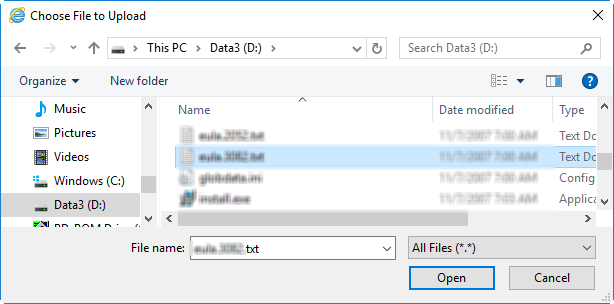 Choose File to Upload
This PC > Data3 (D:) >
Search Data3 (D:)
Organize
New folder
Music
Pictures
Videos
Windows (C:)
Data3 (D:)
BD-ROM Drive
Name Date modified Type
eula.2052.txt 11/7/2007 7:00 AM Text Do
eula.3082.txt 11/7/2007 7:00 AM Text Do
globdata.ini 11/7/2007 7:00 AM Config
install.exe 11/7/2007 7:03 AM Applica
File name: eula.3082.txt
All Files (*.*)
Open
Cancel